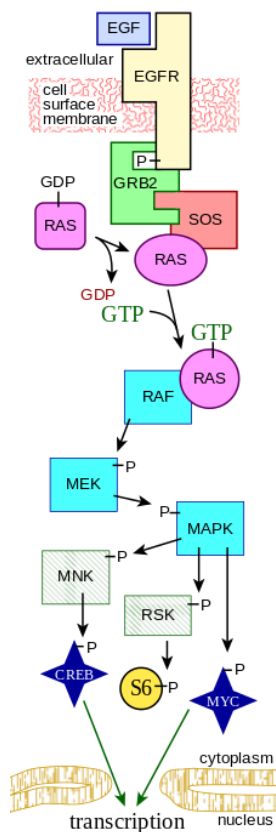 EGF
EGFR
extracellular
cell
surface
membrane
P
GRB2
GDP
SOS
RAS
RAS
GDP
GTP
GTP
RAS
RAF
P
MEK
P
MAPK
P
MNK
P
RSK
P
P
CREB
S6
P
P
MYC
cytoplasm
transcription
nucleus